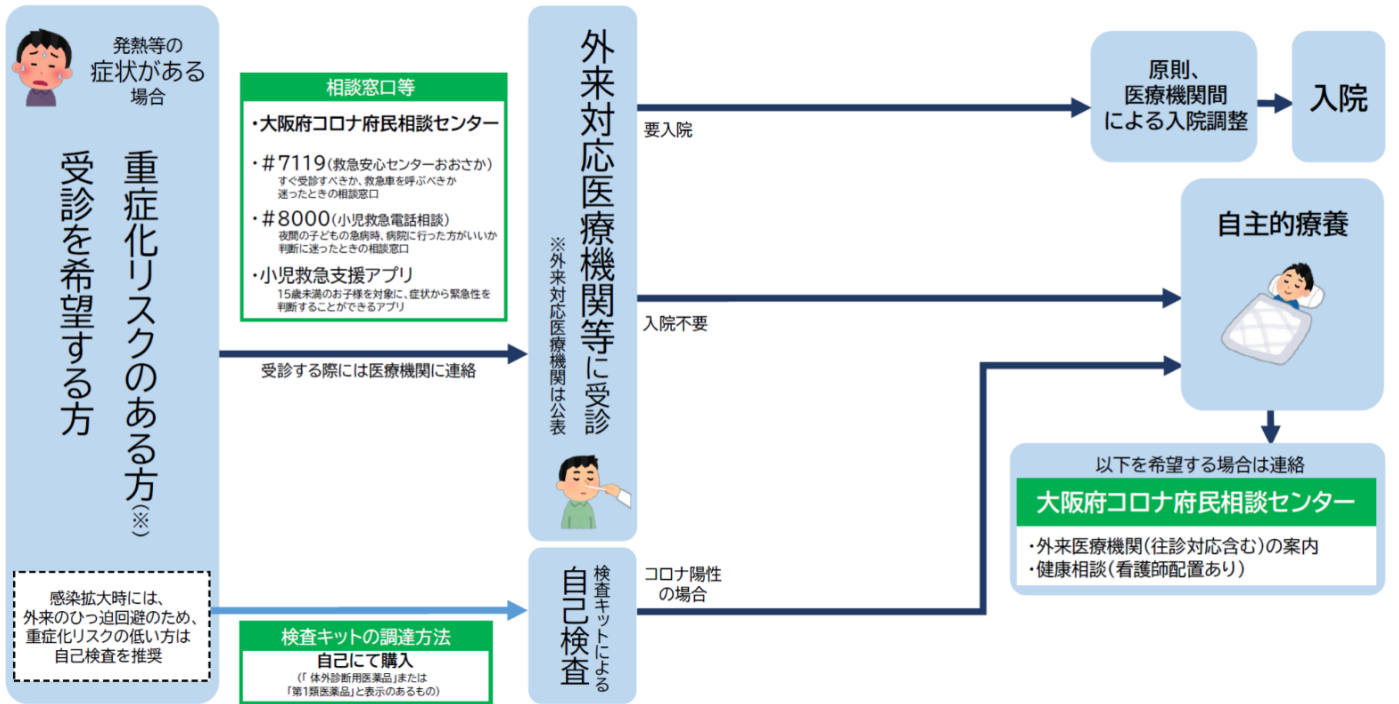 発熱等の
症状がある
場合
重症化リスクのある方(※)
受診を希望する方
感染拡大時には、
外来のひっ迫回避のため、
重症化リスクの低い方は
自己検査を推奨
相談窓口等
・大阪府コロナ府民相談センター
・#7119(救急安心センターおおさか)
すぐ受診すべきか、救急車を呼ぶべきか
迷ったときの相談窓口
・#8000(小児救急電話相談)
夜間の子どもの急病時、病院に行った方がいいか
判断に迷ったときの相談窓口
・小児救急支援アプリ
15歳未満のお子様を対象に、症状から緊急性を
判断することができるアプリ
受診する際には医療機関に連絡
検査キットの調達方法
自己にて購入
(「体外診断用医薬品」または
「第1類医薬品」と表示のあるもの)
外来対応医療機関等に受診
※外来対応医療機関は公表
検査キットによる
自己検査
要入院
入院不要
コロナ陽性
の場合
原則、
医療機関間
による入院調整
入院
自主的療養
以下を希望する場合は連絡
大阪府コロナ府民相談センター
・外来医療機関(往診対応含む)の案内
・健康相談(看護師配置あり)